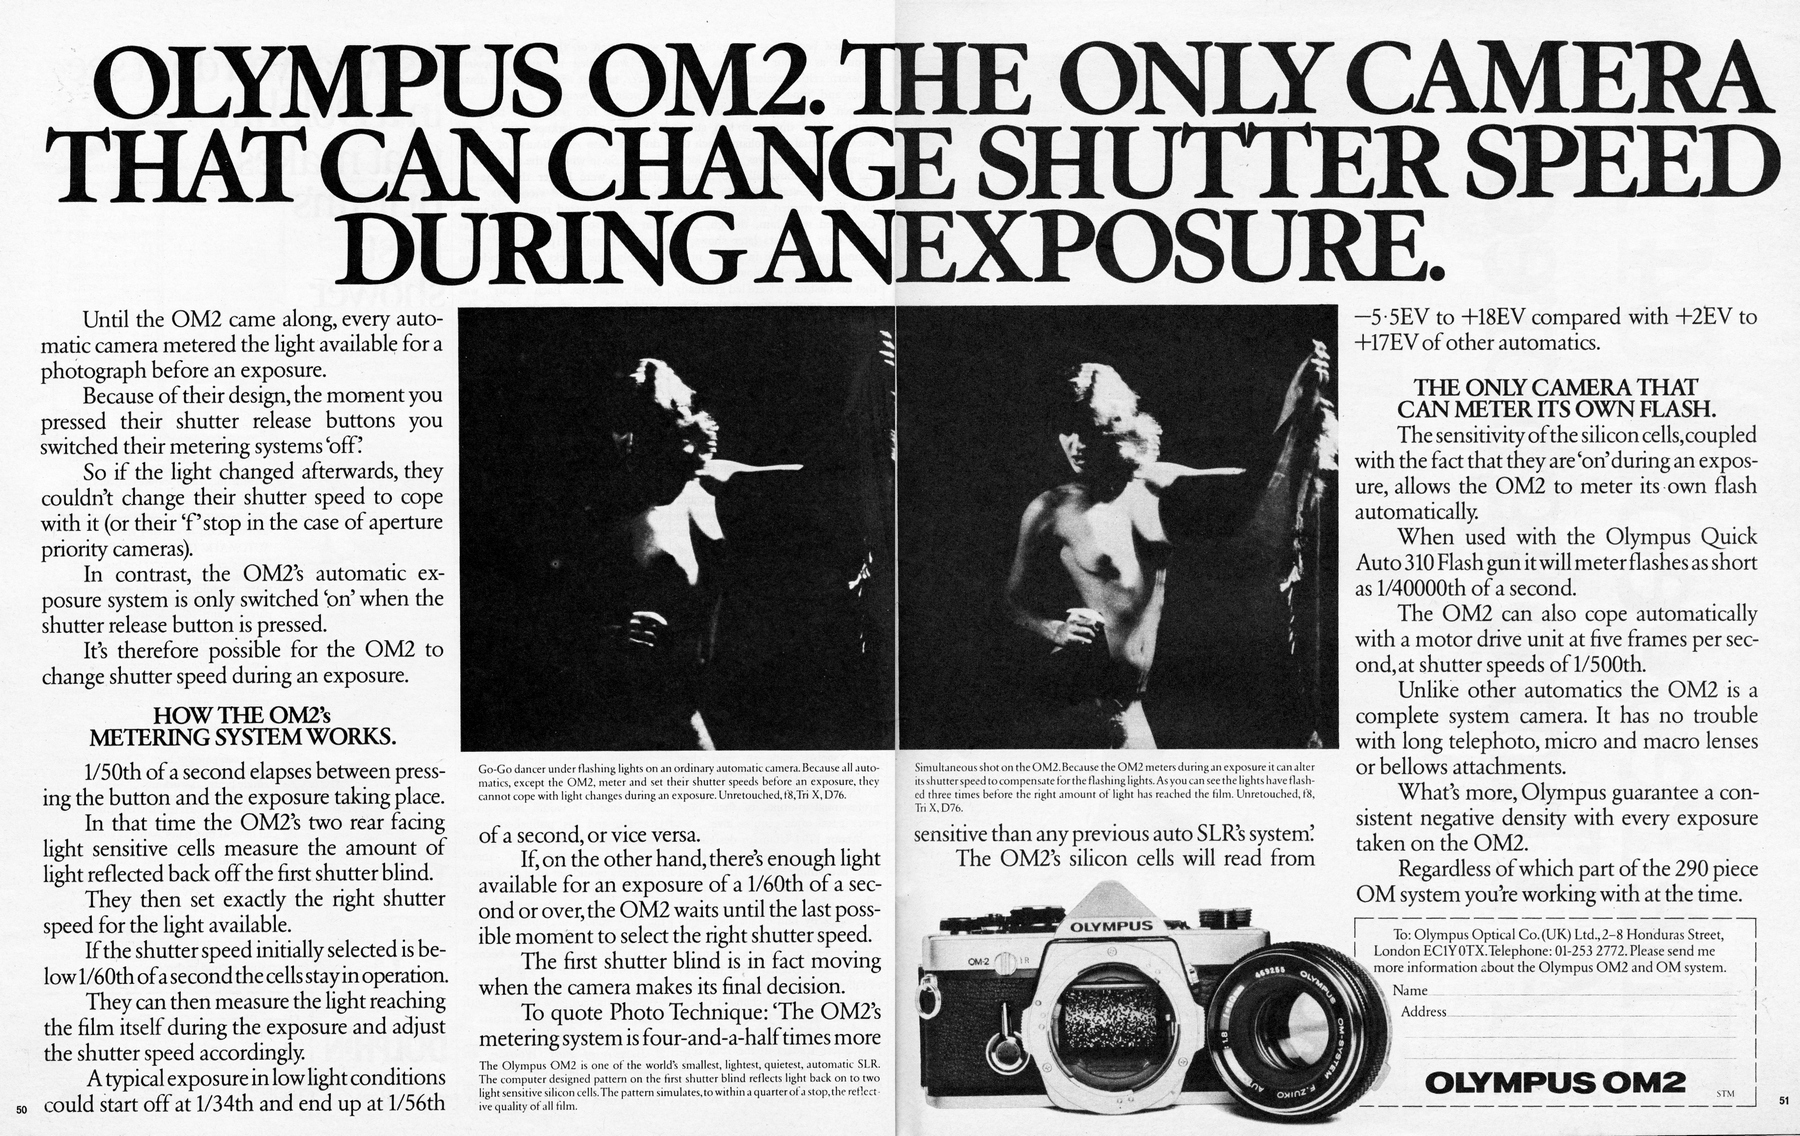 OLYMPUS OM2. THE ONLY CAMERA
THAT CAN CHANGE SHUTTER SPEED
DURING AN EXPOSURE.
Until the OM2 came along, every auto-
matic camera metered the light available for a
photograph before an exposure.
Because of their design, the moment you
pressed their shutter release buttons you
switched their metering systems ‘off’.
So if the light changed afterwards, they
couldn’t change their shutter speed to cope
with it (or their ‘f’ stop in the case of aperture
priority cameras).
In contrast, the OM2’s automatic ex-
posure system is only switched ‘on’ when the
shutter release button is pressed.
It’s therefore possible for the OM2 to
change shutter speed during an exposure.
HOW THE OM2’s
METERING SYSTEM WORKS.
1/50th of a second elapses between press-
ing the button and the exposure taking place.
In that time the OM2’s two rear facing
light sensitive cells measure the amount of
light reflected back off the first shutter blind.
They then set exactly the right shutter
speed for the light available.
If the shutter speed initially selected is be-
low 1/60th of a second the cells stay in operation.
They can then measure the light reaching
the film itself during the exposure and adjust
the shutter speed accordingly.
A typical exposure in low light conditions
could start off at 1/34th and end up at 1/56th
50
Go-Go dancer under flashing lights on an ordinary automatic camera. Because all auto-
matics, except the OM2, meter and set their shutter speeds before an exposure, they
cannot cope with light changes during an exposure. Unretouched, f8, Tri X, D76.
of a second, or vice versa.
If, on the other hand, there’s enough light
available for an exposure of a 1/60th of a sec-
ond or over, the OM2 waits until the last poss-
ible moment to select the right shutter speed.
The first shutter blind is in fact moving
when the camera makes its final decision.
To quote Photo Technique: ‘The OM2’s
metering system is four-and-a-half times more
The Olympus OM2 is one of the world’s smallest, lightest, quietest, automatic SLR.
The computer designed pattern on the first shutter blind reflects light back on to two
light sensitive silicon cells. The pattern simulates, to within a quarter of a stop, the reflect-
ive quality of all film.
Simultaneous shot on the OM2. Because the OM2 meters during an exposure it can alter
its shutter speed to compensate for the flashing lights. As you can see the lights have flash-
ed three times before the right amount of light has reached the film. Unretouched, f8,
Tri X, D76.
sensitive than any previous auto SLR’s system.’
The OM2’s silicon cells will read from
OLYMPUS
OM-2
1R
469255
OLYMPUS
OM-SYSTEM
F.ZUIKO
AU
1:1.8
–5·5EV to +18EV compared with +2EV to
+17EV of other automatics.
THE ONLY CAMERA THAT
CAN METER ITS OWN FLASH.
The sensitivity of the silicon cells, coupled
with the fact that they are ‘on’ during an expos-
ure, allows the OM2 to meter its own flash
automatically.
When used with the Olympus Quick
Auto 310 Flash gun it will meter flashes as short
as 1/40000th of a second.
The OM2 can also cope automatically
with a motor drive unit at five frames per sec-
ond, at shutter speeds of 1/500th.
Unlike other automatics the OM2 is a
complete system camera. It has no trouble
with long telephoto, micro and macro lenses
or bellows attachments.
What’s more, Olympus guarantee a con-
sistent negative density with every exposure
taken on the OM2.
Regardless of which part of the 290 piece
OM system you’re working with at the time.
To: Olympus Optical Co. (UK) Ltd., 2–8 Honduras Street,
London EC1Y 0TX. Telephone: 01-253 2772. Please send me
more information about the Olympus OM2 and OM system.
Name
Address
OLYMPUS OM2
STM
51